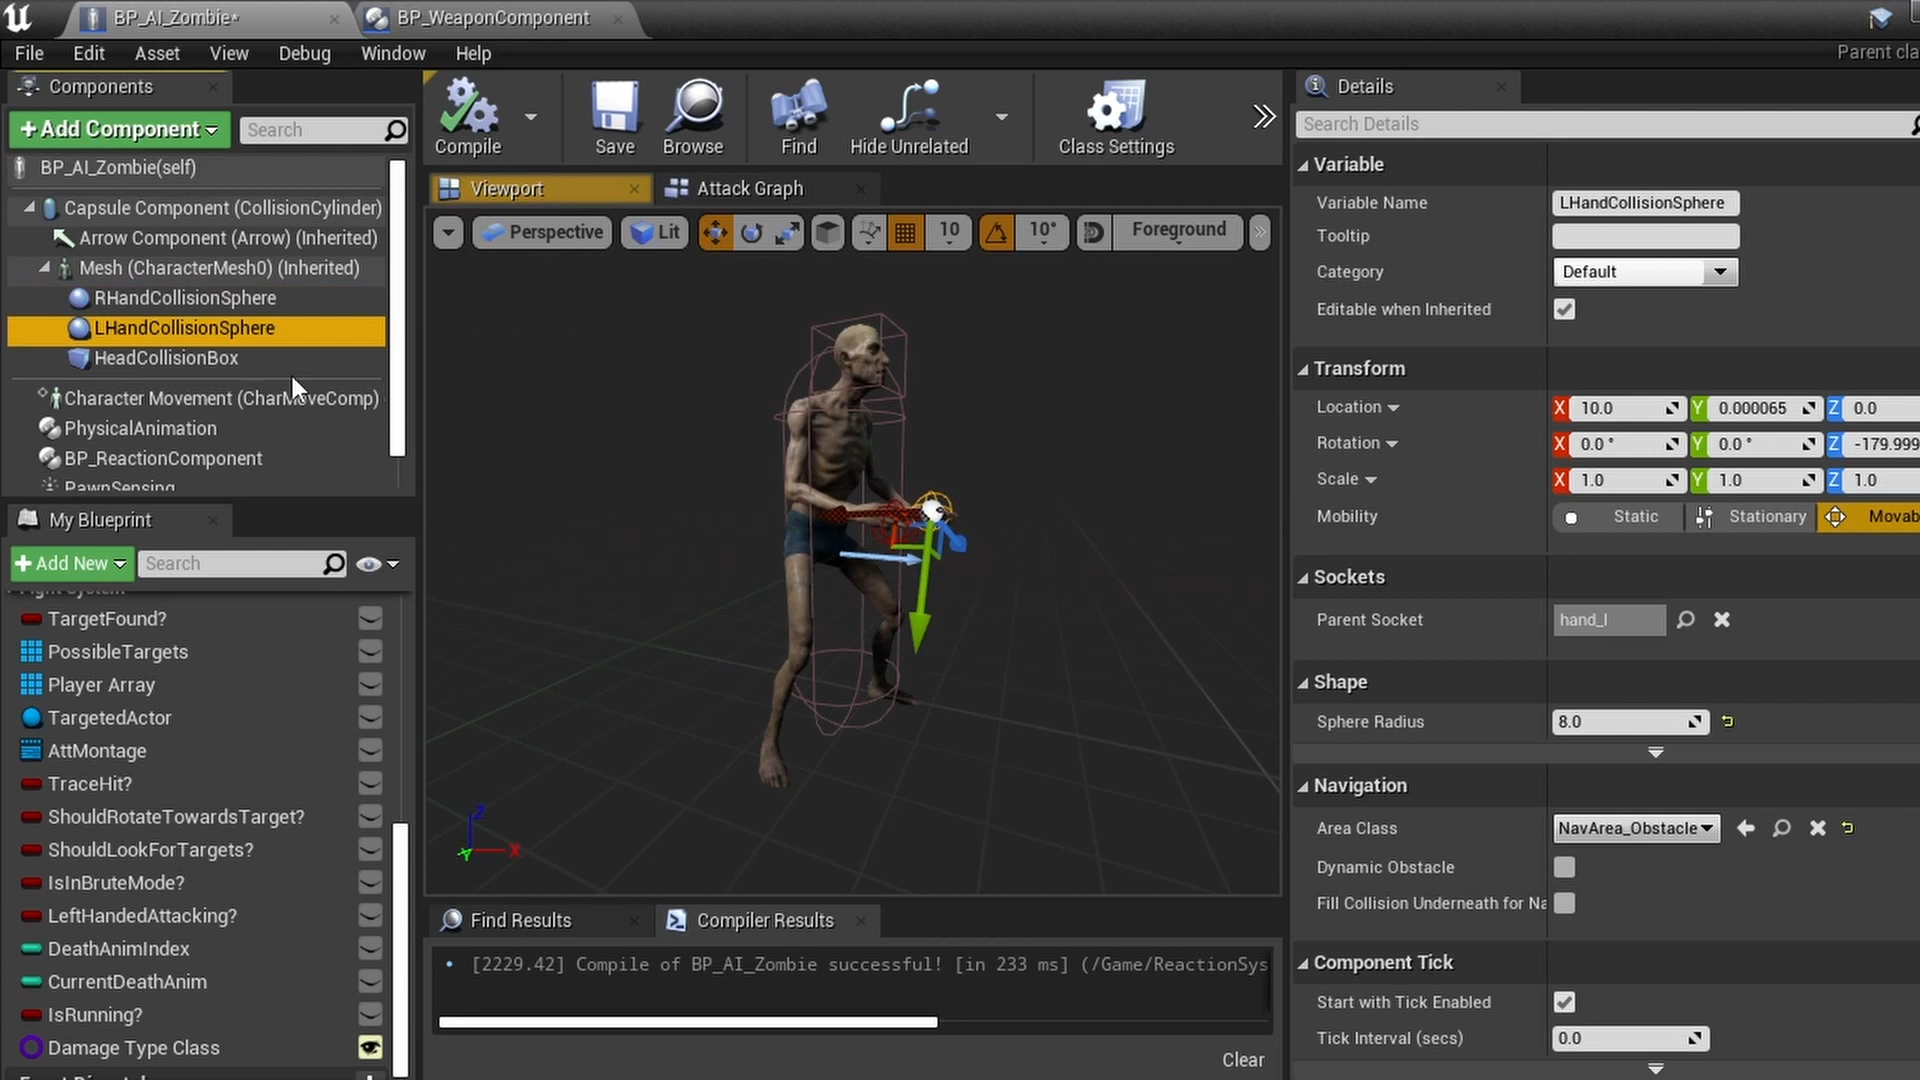 BP_AI_Zombie*
BP_WeaponComponent
File Edit Asset View Debug Window Help
Parent cla
Components
+Add Component
Search
BP_AI_Zombie(self)
Capsule Component (CollisionCylinder)
Arrow Component (Arrow) (Inherited)
Mesh (CharacterMesh0) (Inherited)
RHandCollisionSphere
LHandCollisionSphere
HeadCollisionBox
Character Movement (CharMoveComp)
PhysicalAnimation
BP_ReactionComponent
PawnSensing
My Blueprint
+Add New
Search
TargetFound?
PossibleTargets
Player Array
TargetedActor
AttMontage
TraceHit?
ShouldRotateTowardsTarget?
ShouldLookForTargets?
IsInBruteMode?
LeftHandedAttacking?
DeathAnimIndex
CurrentDeathAnim
IsRunning?
Damage Type Class
Compile
Save
Browse
Find
Hide Unrelated
Class Settings
Viewport
Attack Graph
Perspective
Lit
10
10°
Foreground
Z
X
Y
Find Results
Compiler Results
[2229.42] Compile of BP_AI_Zombie successful! [in 233 ms] (/Game/ReactionSys
Clear
Details
Search Details
Variable
Variable Name LHandCollisionSphere
Tooltip
Category Default
Editable when Inherited
Transform
Location X 10.0 Y 0.000065 Z 0.0
Rotation X 0.0° Y 0.0° Z -179.999
Scale X 1.0 Y 1.0 Z 1.0
Mobility Static Stationary Movab
Sockets
Parent Socket hand_l
Shape
Sphere Radius 8.0
Navigation
Area Class NavArea_Obstacle
Dynamic Obstacle
Fill Collision Underneath for Na
Component Tick
Start with Tick Enabled
Tick Interval (secs) 0.0